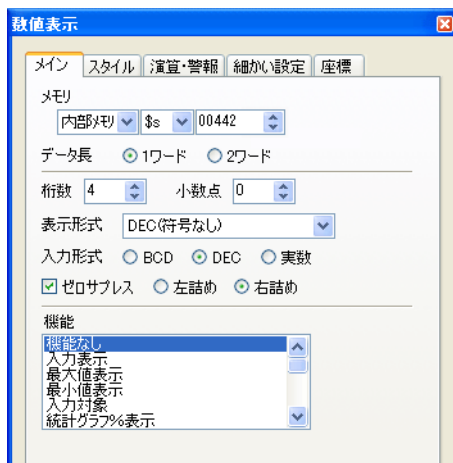 数値表示
メイン スタイル 演算・警報 細かい設定 座標
メモリ
内部メモリ $s 00442
データ長 1ワード 2ワード
桁数 4 小数点 0
表示形式 DEC(符号なし)
入力形式 BCD DEC 実数
ゼロサプレス 左詰め 右詰め
機能
機能なし
入力表示
最大値表示
最小値表示
入力対象
統計グラフ%表示